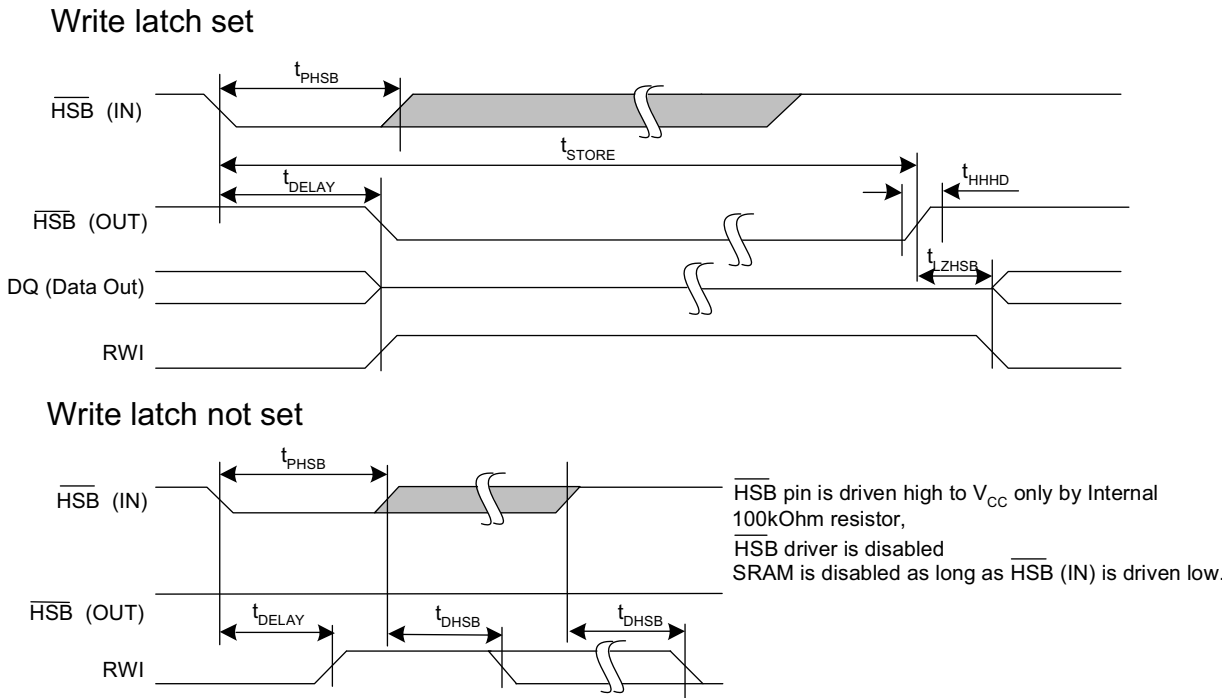 Write latch set
tPHSB
HSB (IN)
tSTORE
tDELAY
tHHHD
HSB (OUT)
tLZHSB
DQ (Data Out)
RWI
Write latch not set
tPHSB
HSB (IN)
HSB pin is driven high to VCC only by Internal
100kOhm resistor,
HSB driver is disabled
SRAM is disabled as long as HSB (IN) is driven low.
HSB (OUT)
tDELAY
tDHSB
tDHSB
RWI